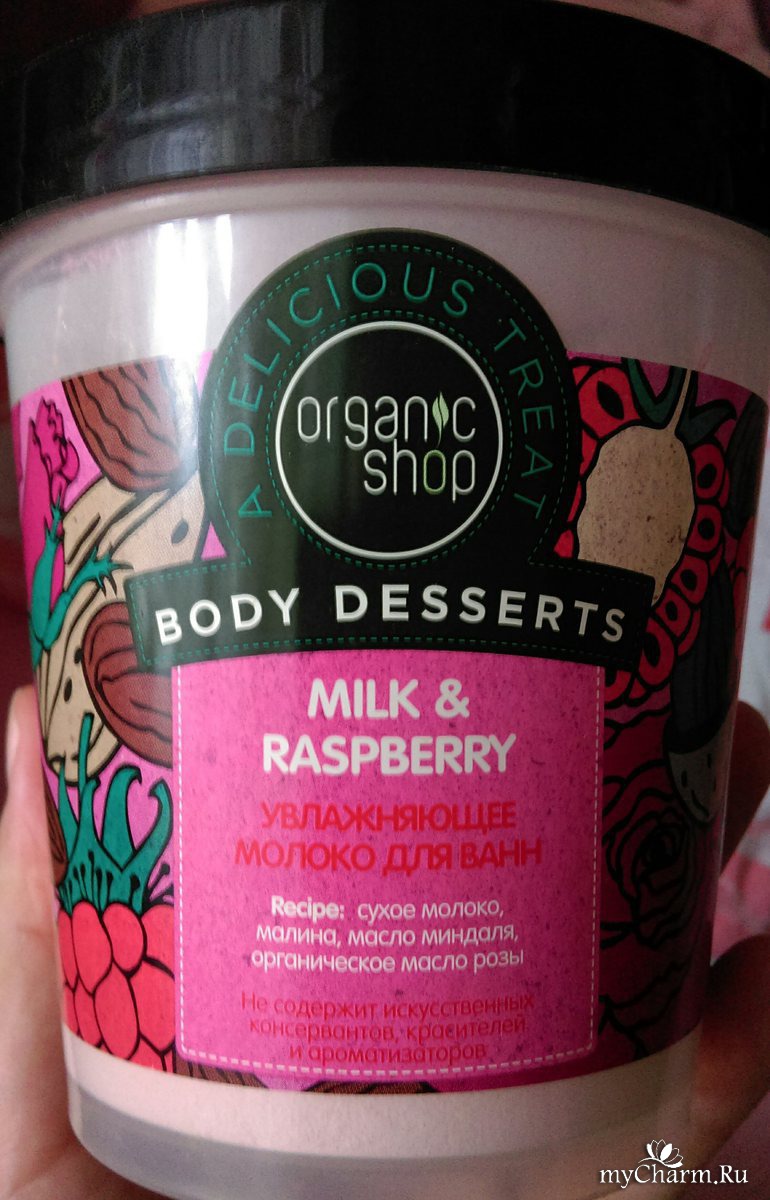 A DELICIOUS TREAT
organic
shop
BODY DESSERTS
MILK &
RASPBERRY
УВЛАЖНЯЮЩЕЕ
МОЛОКО ДЛЯ ВАНН
Recipe: сухое молоко,
малина, масло миндаля,
органическое масло розы
Не содержит искусственных
консервантов, красителей
и ароматизаторов
myCharm.Ru